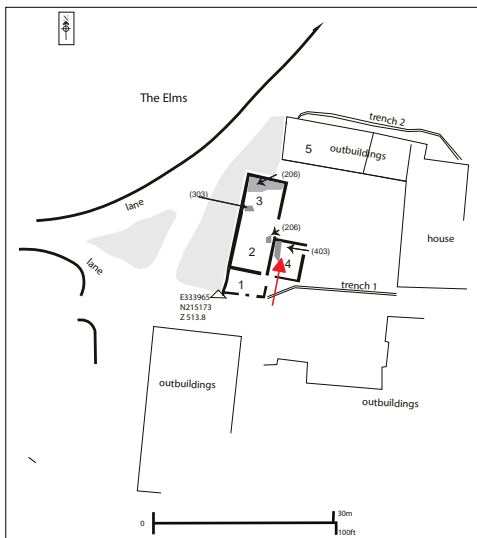 N
The Elms
trench 2
5
outbuildings
(206)
3
(303)
lane
(206)
house
2
(403)
4
lane
1
trench 1
E333965
N215173
Z 513.8
outbuildings
outbuildings
0
30m
100ft